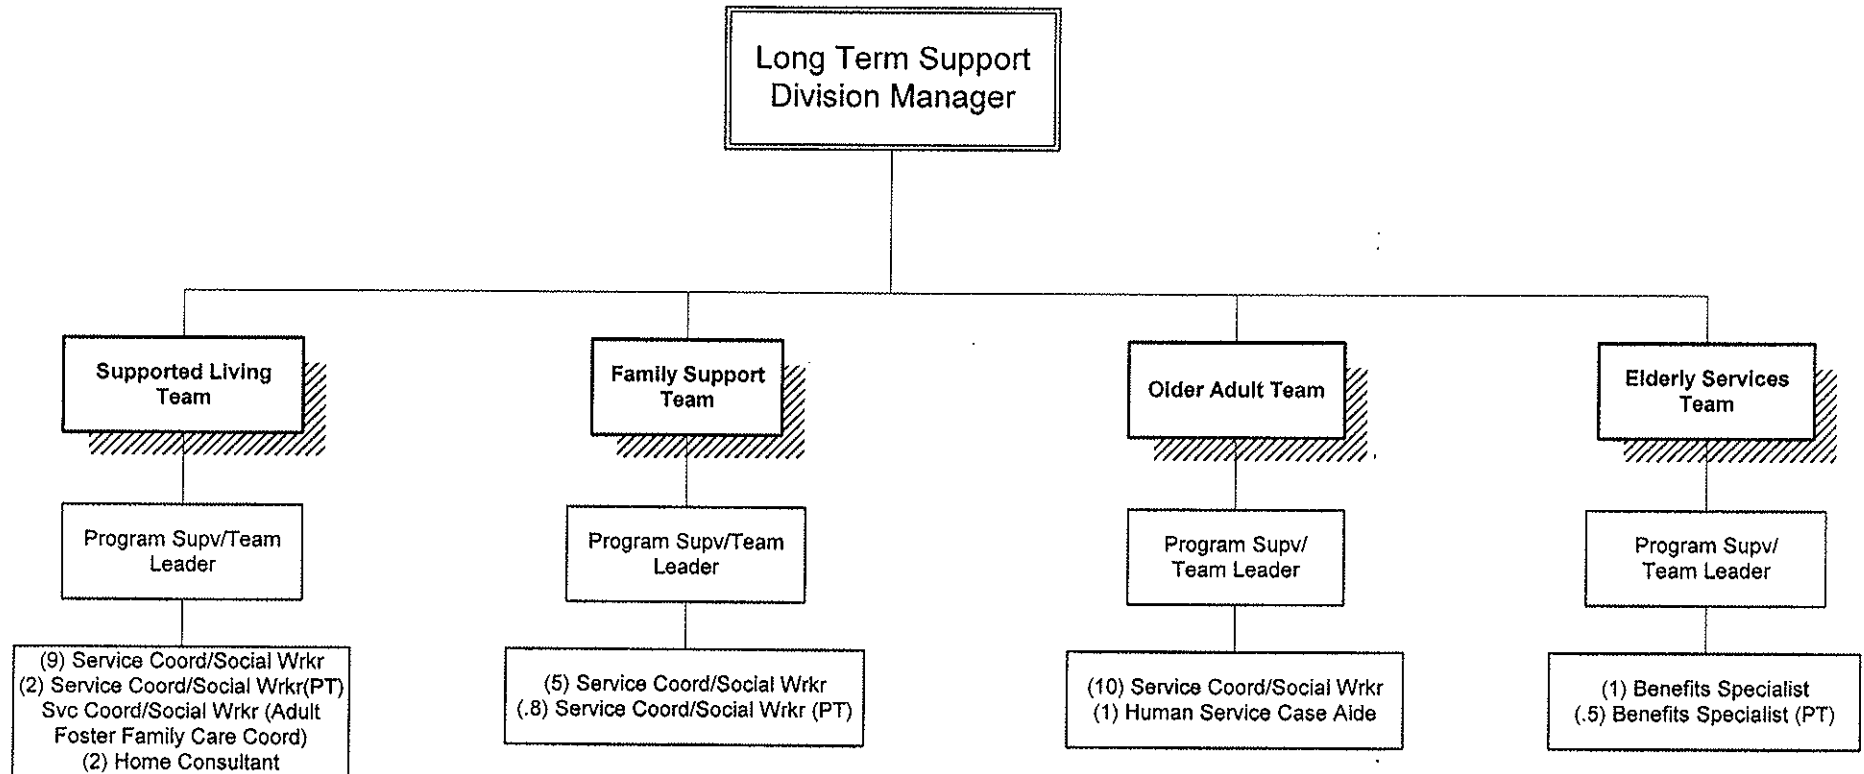 Long Term Support
Division Manager
Supported Living
Team
Family Support
Team
Older Adult Team
Elderly Services
Team
Program Supv/Team
Leader
Program Supv/Team
Leader
Program Supv/
Team Leader
Program Supv/
Team Leader
(9) Service Coord/Social Wrkr
(2) Service Coord/Social Wrkr(PT)
Svc Coord/Social Wrkr (Adult
Foster Family Care Coord)
(2) Home Consultant
(5) Service Coord/Social Wrkr
(.8) Service Coord/Social Wrkr (PT)
(10) Service Coord/Social Wrkr
(1) Human Service Case Aide
(1) Benefits Specialist
(.5) Benefits Specialist (PT)